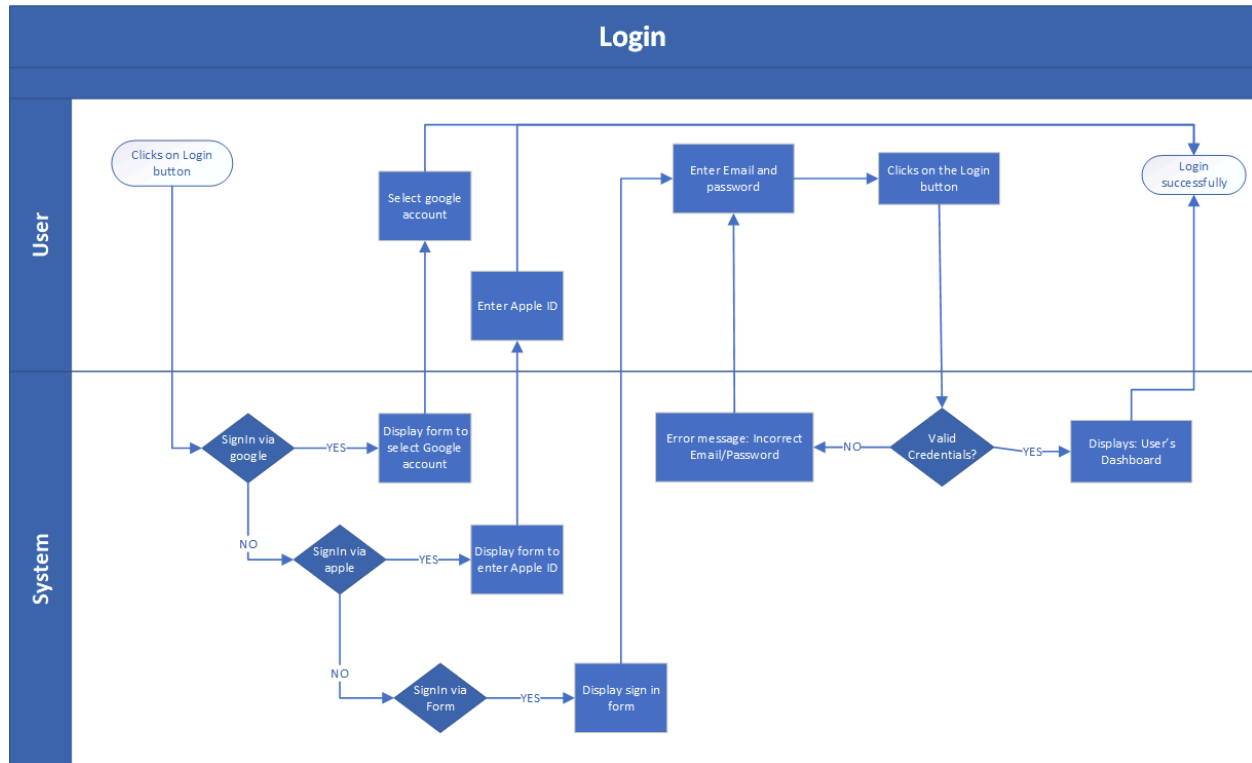 Login
User
Clicks on Login
button
Select google
account
Enter Apple ID
Enter Email and
password
Clicks on the Login
button
Login
successfully
System
SignIn via
google
YES
Display form to
select Google
account
NO
SignIn via
apple
YES
Display form to
enter Apple ID
NO
SignIn via
Form
YES
Display sign in
form
Error message: Incorrect
Email/Password
NO
Valid
Credentials?
YES
Displays: User's
Dashboard